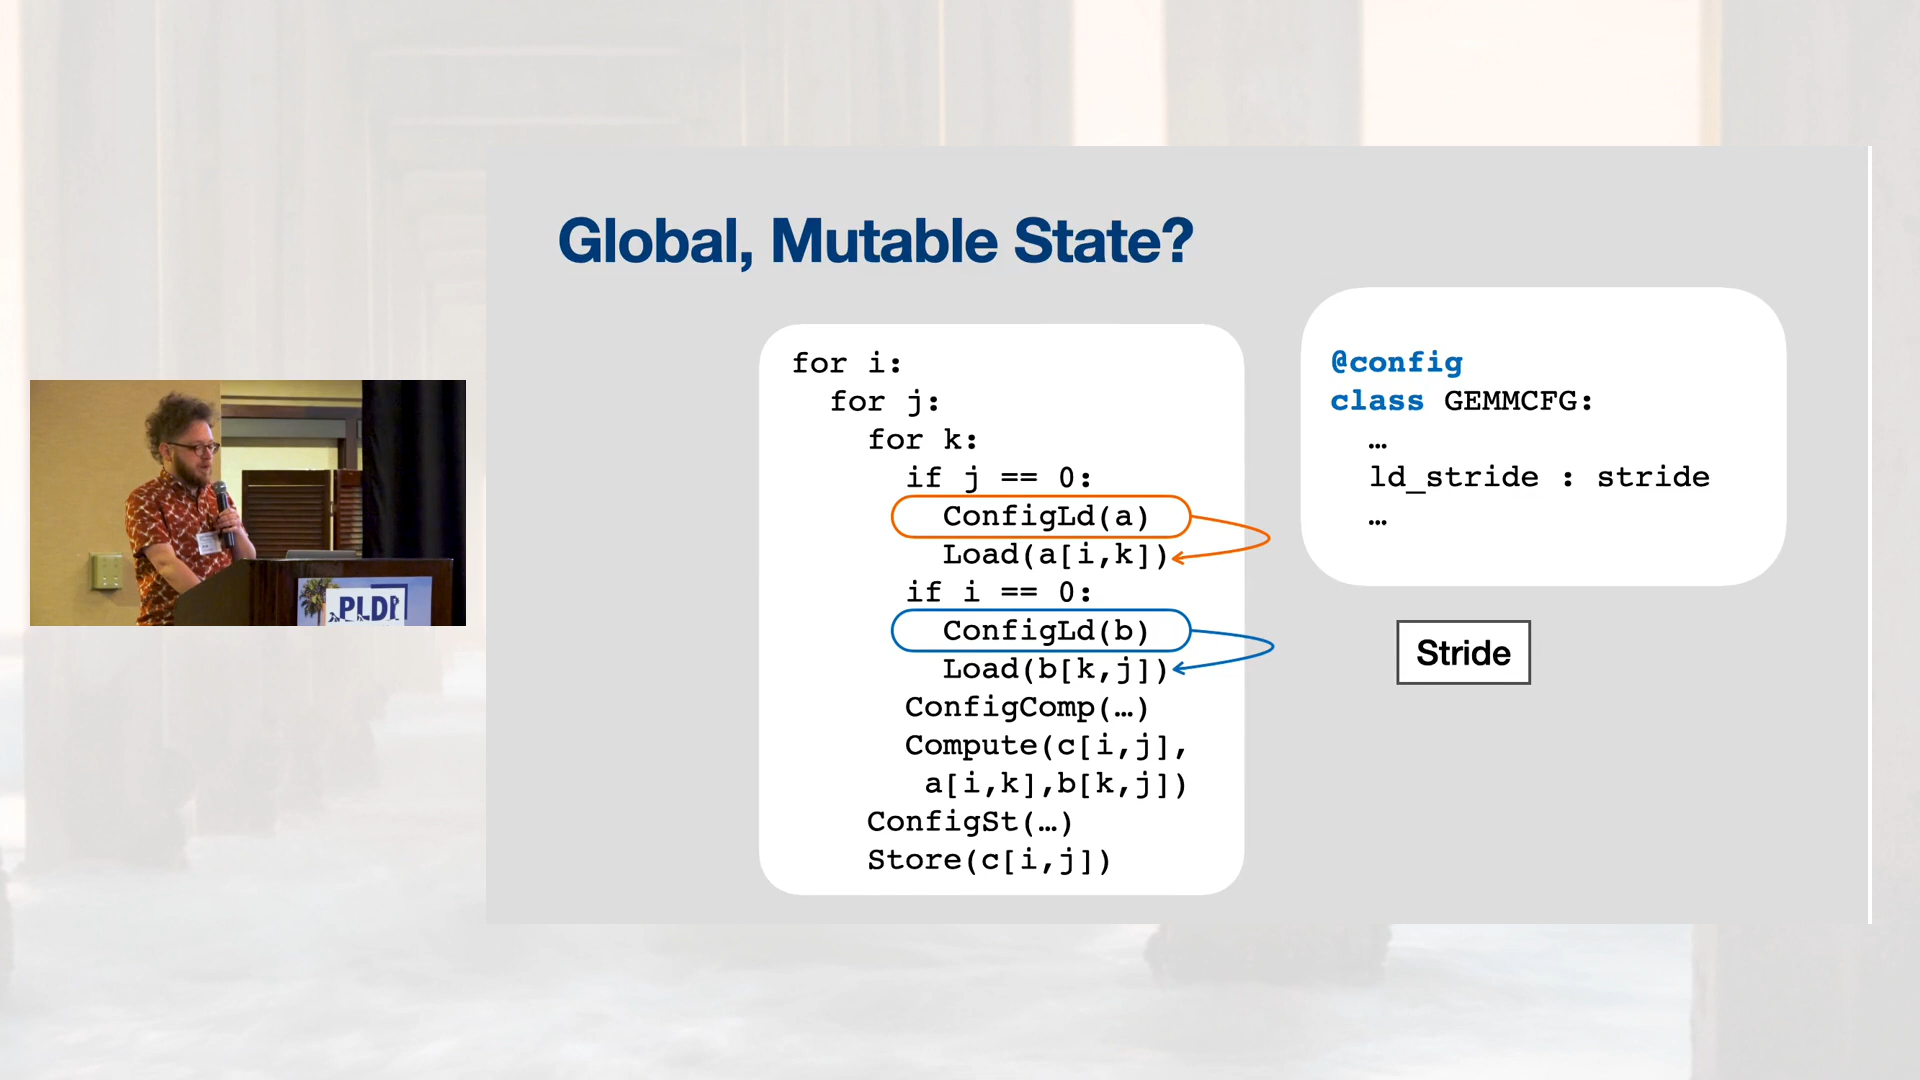 Global, Mutable State?
for i:
for j:
for k:
if j == 0:
ConfigLd(a)
Load(a[i,k])
if i == 0:
ConfigLd(b)
Load(b[k,j])
ConfigComp(…)
Compute(c[i,j],
a[i,k],b[k,j])
ConfigSt(…)
Store(c[i,j])
@config
class GEMMCFG:
…
ld_stride : stride
…
Stride
PLDI